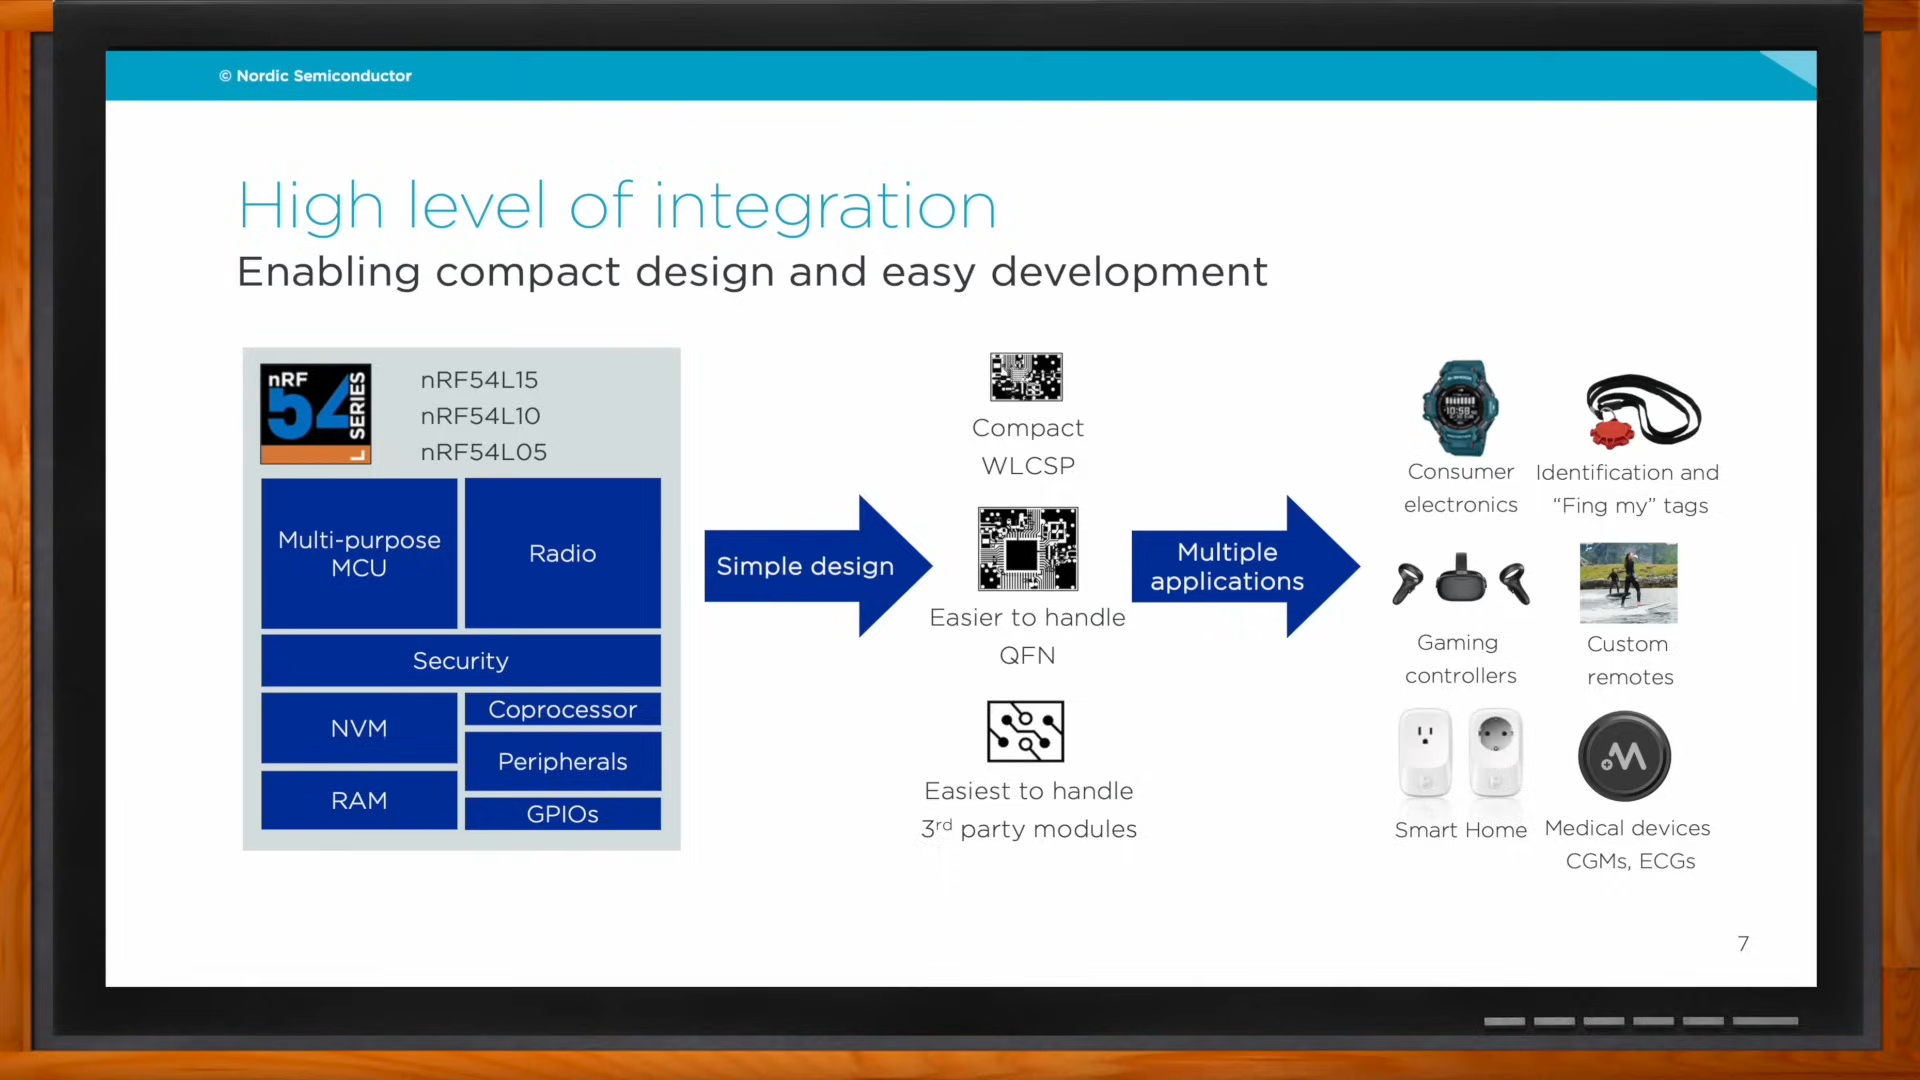 © Nordic Semiconductor
High level of integration
Enabling compact design and easy development
nRF
54
SERIES
L
nRF54L15
nRF54L10
nRF54L05
Multi-purpose
MCU
Radio
Security
NVM
RAM
Coprocessor
Peripherals
GPIOs
Simple design
Compact
WLCSP
Easier to handle
QFN
Easiest to handle
3rd party modules
Multiple
applications
Consumer
electronics
Identification and
“Fing my” tags
Gaming
controllers
Custom
remotes
Smart Home
Medical devices
CGMs, ECGs
7